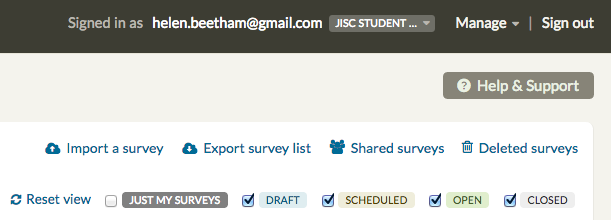 Signed in as helen.beetham@gmail.com JISC STUDENT ... Manage | Sign out
? Help & Support
Import a survey Export survey list Shared surveys Deleted surveys
Reset view JUST MY SURVEYS DRAFT SCHEDULED OPEN CLOSED